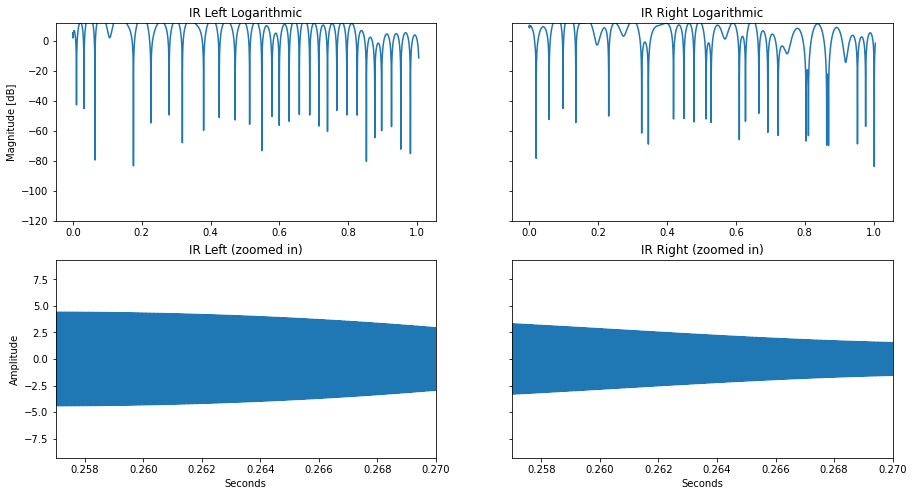 IR Left Logarithmic
IR Right Logarithmic
Magnitude [dB]
0
−20
−40
−60
−80
−100
−120
0.0 0.2 0.4 0.6 0.8 1.0
0.0 0.2 0.4 0.6 0.8 1.0
IR Left (zoomed in)
IR Right (zoomed in)
Amplitude
7.5
5.0
2.5
0.0
−2.5
−5.0
−7.5
0.258 0.260 0.262 0.264 0.266 0.268 0.270
0.258 0.260 0.262 0.264 0.266 0.268 0.270
Seconds
Seconds